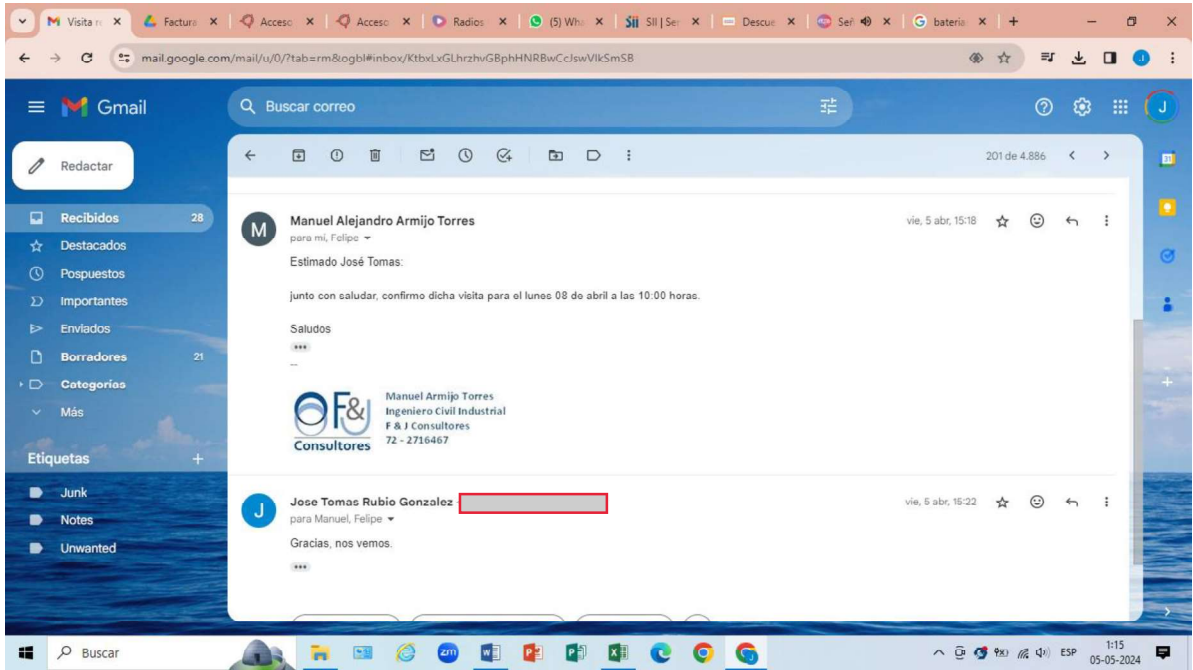 Visita r
Factura
Acceso
Acceso
Radios
(5) Wha
SII | Ser
Descue
Señ
bateria
mail.google.com/mail/u/0/?tab=rm&ogbl#inbox/
Gmail
Buscar correo
J
Redactar
201 de 4.886
Recibidos 28
Destacados
Pospuestos
Importantes
Enviados
Borradores 21
Categorías
Más
Etiquetas
Junk
Notes
Unwanted
M
Manuel Alejandro Armijo Torres
vie, 5 abr, 15:18
para mí, Felipe
Estimado José Tomas:
junto con saludar, confirmo dicha visita para el lunes 08 de abril a las 10:00 horas.
Saludos
--
F&J
Consultores
Manuel Armijo Torres
Ingeniero Civil Industrial
F & J Consultores
72 - 2716467
J
Jose Tomas Rubio Gonzalez
vie, 5 abr, 15:22
para Manuel, Felipe
Gracias, nos vemos.
Buscar
ESP
1:15
05-05-2024